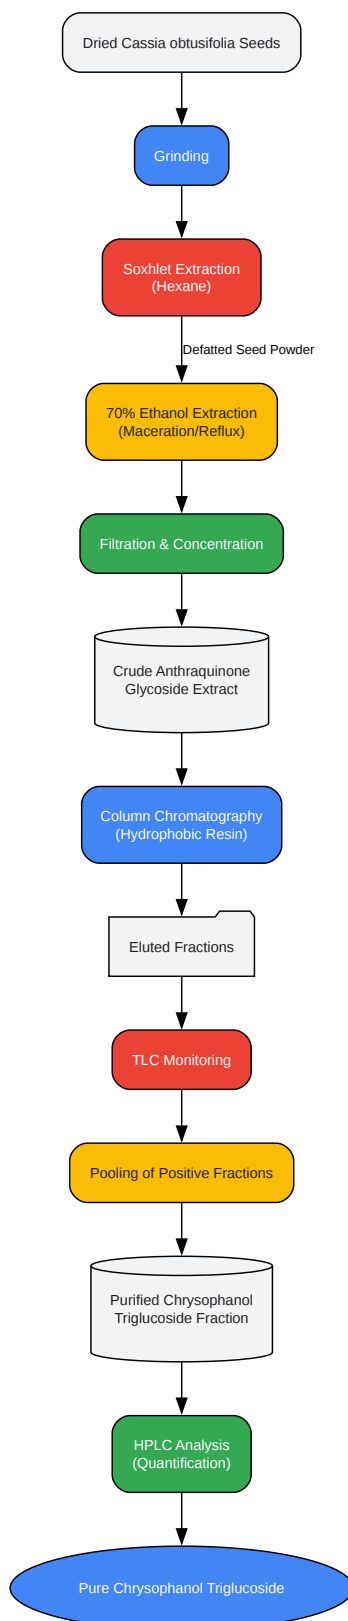 Dried Cassia obtusifolia Seeds
Grinding
Soxhlet Extraction
(Hexane)
Defatted Seed Powder
70% Ethanol Extraction
(Maceration/Reflux)
Filtration & Concentration
Crude Anthraquinone
Glycoside Extract
Column Chromatography
(Hydrophobic Resin)
Eluted Fractions
TLC Monitoring
Pooling of Positive Fractions
Purified Chrysophanol
Triglucoside Fraction
HPLC Analysis
(Quantification)
Pure Chrysophanol Triglucoside